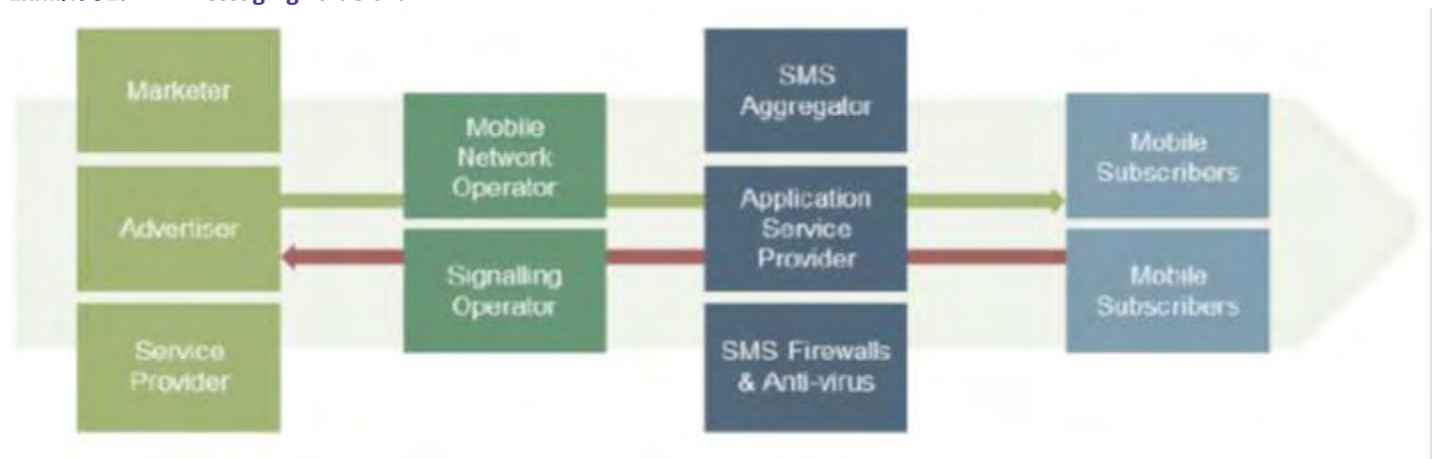 Marketer
Advertiser
Service
Provider
Mobile
Network
Operator
Signalling
Operator
SMS
Aggregator
Application
Service
Provider
SMS Firewalls
& Anti-virus
Mobile
Subscribers
Mobile
Subscribers